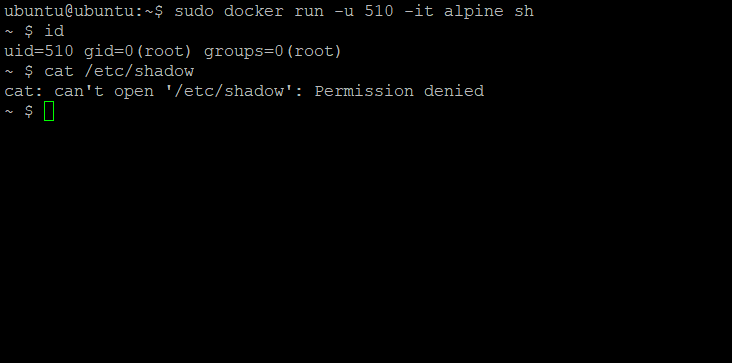 ubuntu@ubuntu:~$ sudo docker run -u 510 -it alpine sh
~ $ id
uid=510 gid=0(root) groups=0(root)
~ $ cat /etc/shadow
cat: can't open '/etc/shadow': Permission denied
~ $